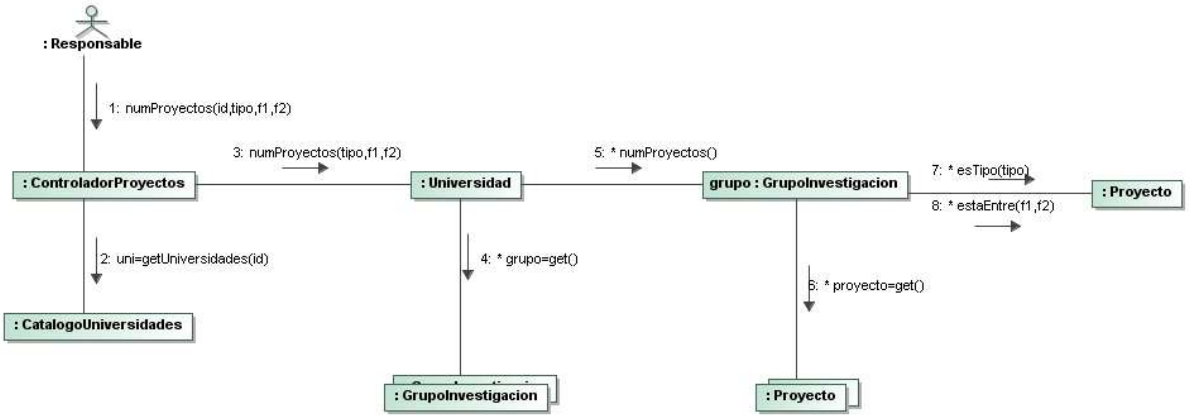 : Responsable
1: numProyectos(id,tipo,f1,f2)
3: numProyectos(tipo,f1,f2)
5: * numProyectos()
7: * esTipo(tipo)
: ControladorProyectos
: Universidad
grupo : GrupoInvestigacion
: Proyecto
8: * estaEntre(f1,f2)
2: uni=getUniversidades(id)
4: * grupo=get()
6: * proyecto=get()
: CatalogoUniversidades
: GrupoInvestigacion
: Proyecto